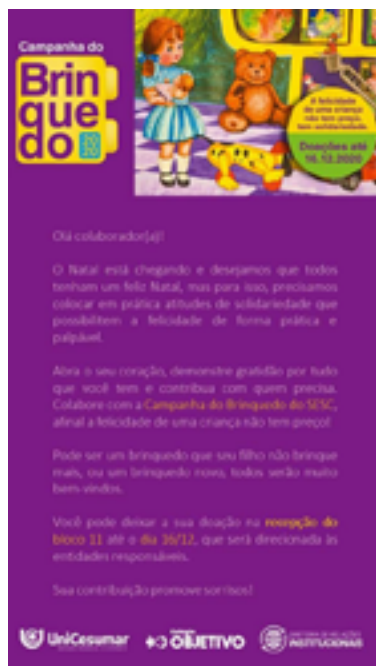 Campanha do
Brin
que
do
2020
A felicidade
de uma criança
não tem preço,
tem solidariedade.
Doações até
16.12.2020
Olá colaborador(a)!
O Natal está chegando e desejamos que todos
tenham um feliz Natal, mas para isso, precisamos
colocar em prática atitudes de solidariedade que
possibilitem a felicidade de forma prática e
palpável.
Abra o seu coração, demonstre gratidão por tudo
que você tem e contribua com quem precisa.
Colabore com a Campanha do Brinquedo do SESC,
afinal a felicidade de uma criança não tem preço!
Pode ser um brinquedo que seu filho não brinque
mais, ou um brinquedo novo, todos serão muito
bem-vindos.
Você pode deixar a sua doação na recepção do
bloco 11 até o dia 16/12, que será direcionada às
entidades responsáveis.
Sua contribuição promove sorrisos!
UniCesumar
OBJETIVO
INSTITUCIONAIS